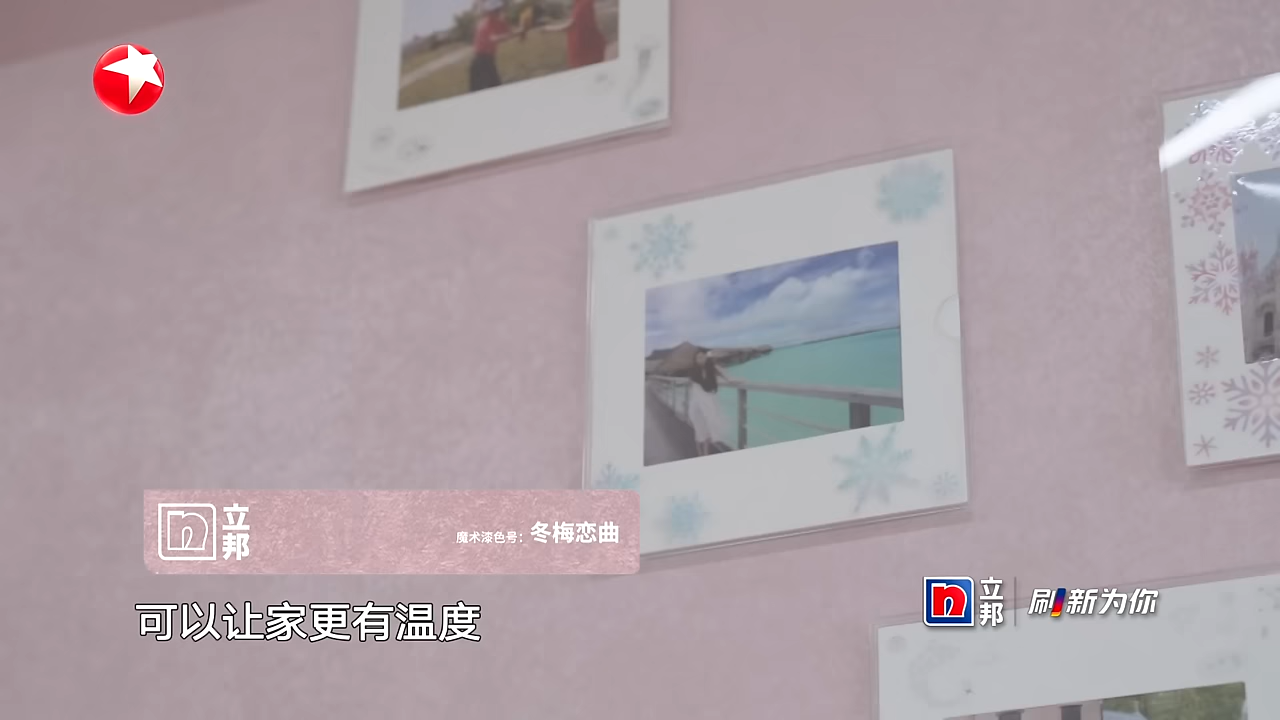 立邦
魔术漆色号：冬梅恋曲
可以让家更有温度
立邦
刷新为你